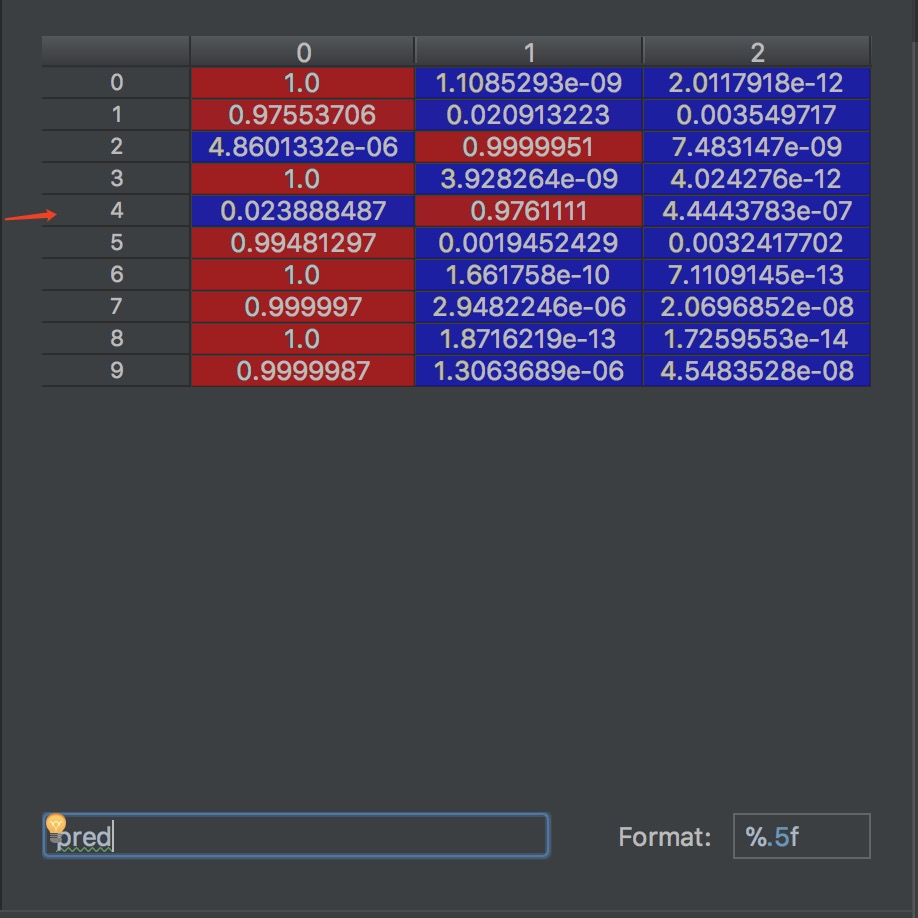 0 1 2
0 1.0 1.1085293e-09 2.0117918e-12
1 0.97553706 0.020913223 0.003549717
2 4.8601332e-06 0.9999951 7.483147e-09
3 1.0 3.928264e-09 4.024276e-12
4 0.023888487 0.9761111 4.4443783e-07
5 0.99481297 0.0019452429 0.0032417702
6 1.0 1.661758e-10 7.1109145e-13
7 0.999997 2.9482246e-06 2.0696852e-08
8 1.0 1.8716219e-13 1.7259553e-14
9 0.9999987 1.3063689e-06 4.5483528e-08
pred Format: %.5f